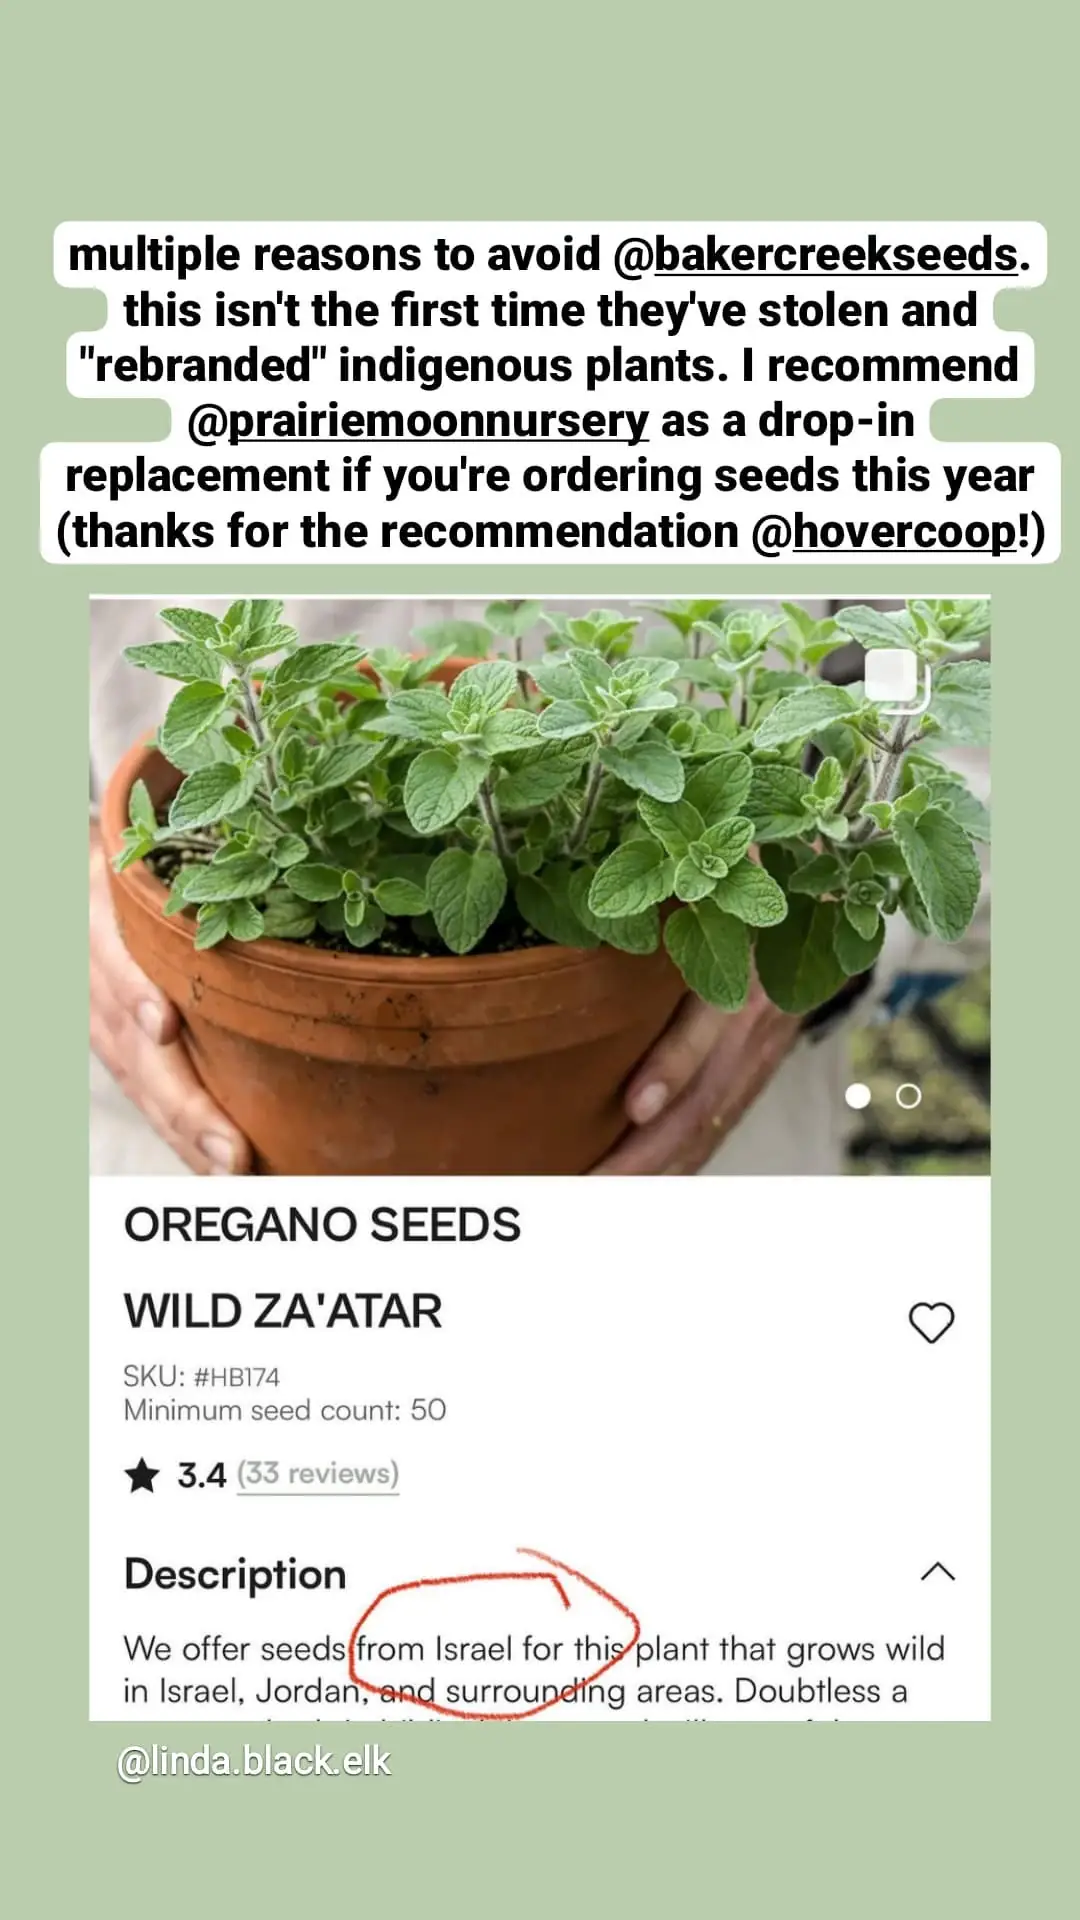 multiple reasons to avoid @bakercreekseeds.
this isn't the first time they've stolen and
"rebranded" indigenous plants. I recommend
@prairiemoonnursery as a drop-in
replacement if you're ordering seeds this year
(thanks for the recommendation @hovercoop!)
OREGANO SEEDS
WILD ZA'ATAR
SKU: #HB174
Minimum seed count: 50
3.4 (33 reviews)
Description
We offer seeds from Israel for this plant that grows wild
in Israel, Jordan, and surrounding areas. Doubtless a
@linda.black.elk